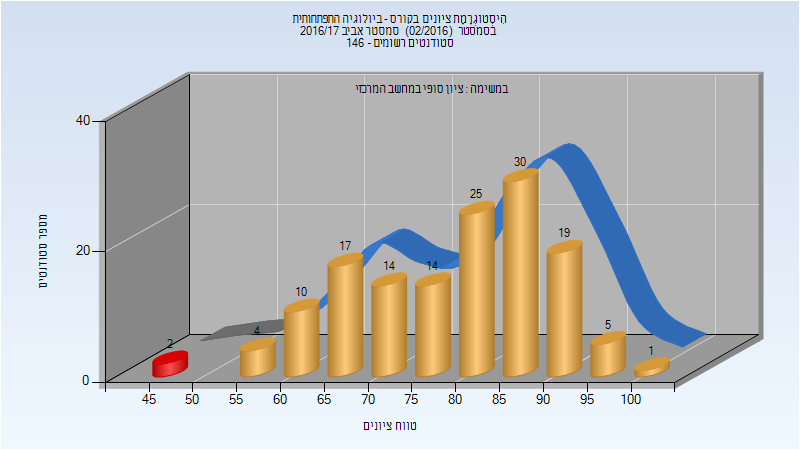 היסטוגרמת ציונים בקורס - ביולוגיה התפתחותית
בסמסטר (02/2016) סמסטר אביב 2016/17
סטודנטים רשומים - 146
במשימה : ציון סופי במחשב המרכזי
מספר סטודנטים
40
20
0
2
4
10
17
14
14
25
30
19
5
1
45 50 55 60 65 70 75 80 85 90 95 100
טווח ציונים